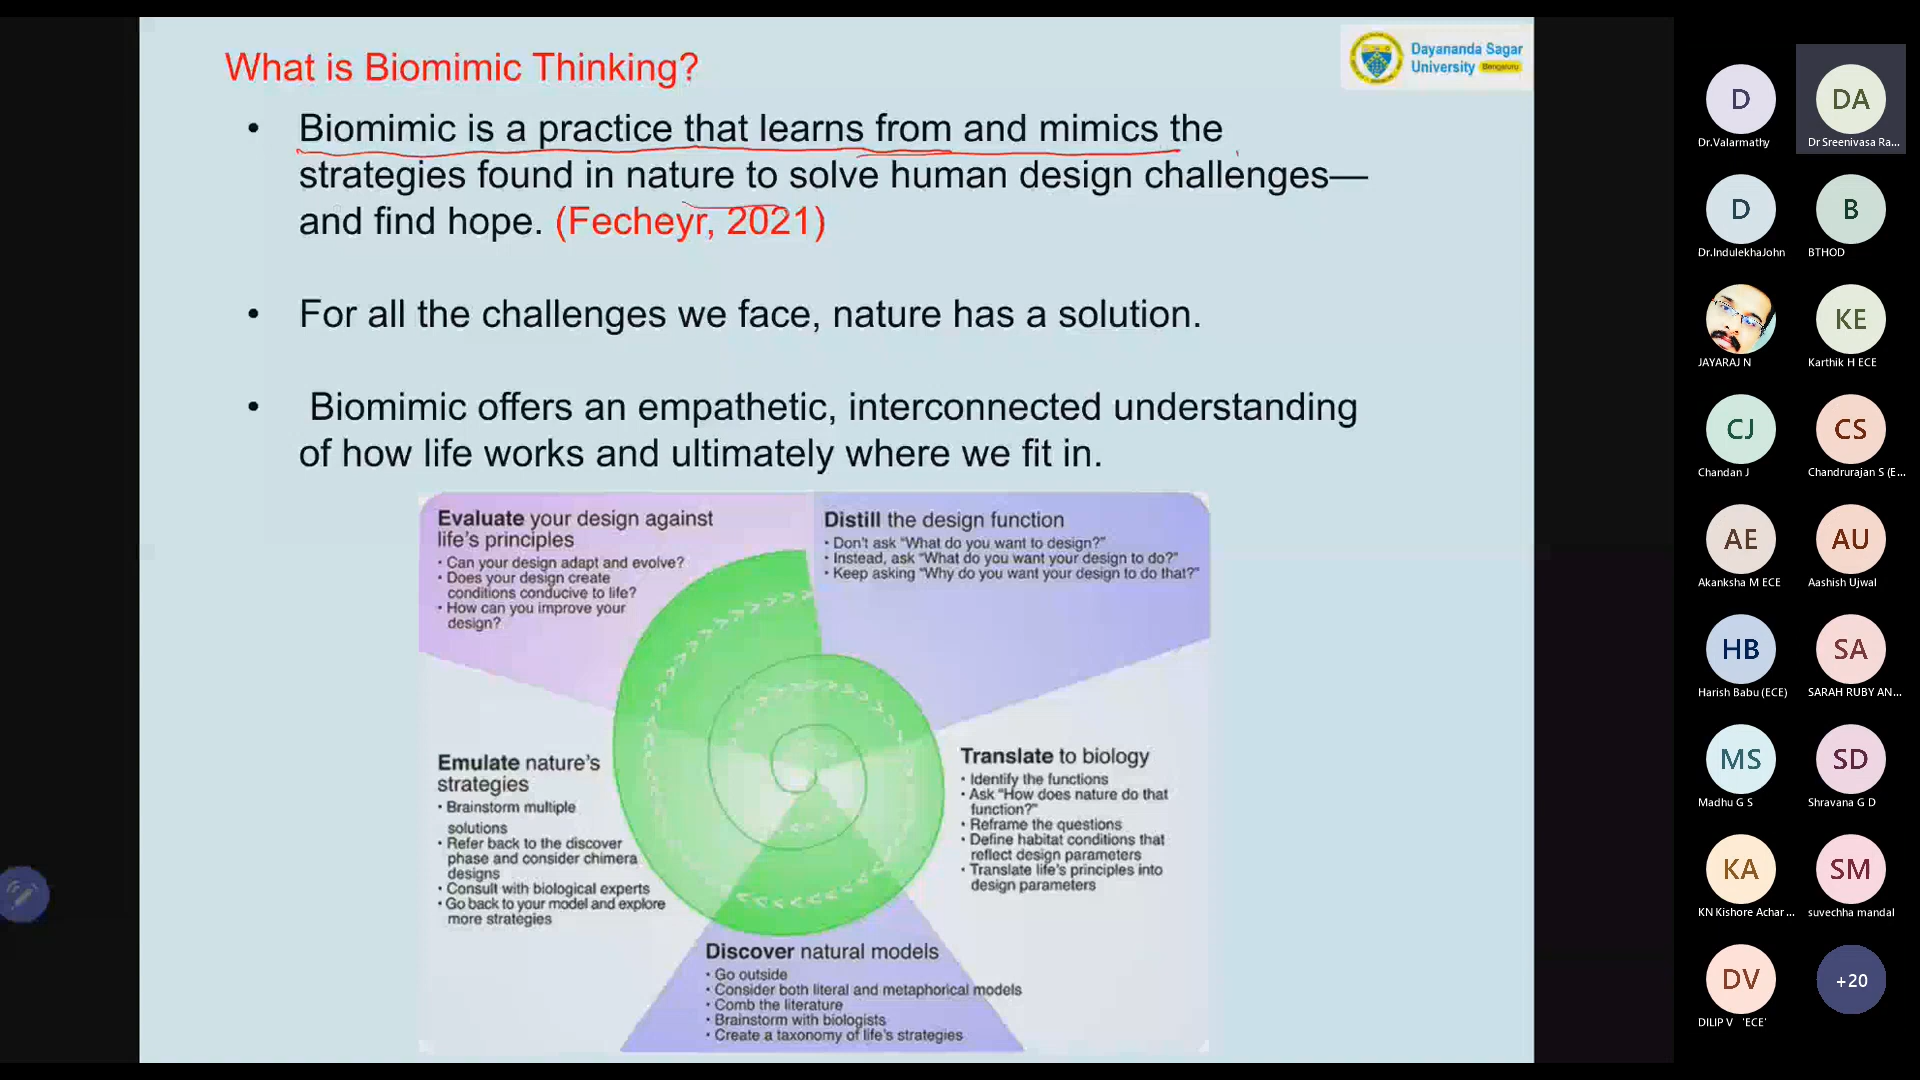 What is Biomimic Thinking?
Dayananda Sagar
University Bengaluru
• Biomimic is a practice that learns from and mimics the
strategies found in nature to solve human design challenges—
and find hope. (Fecheyr, 2021)
• For all the challenges we face, nature has a solution.
• Biomimic offers an empathetic, interconnected understanding
of how life works and ultimately where we fit in.
Evaluate your design against
life's principles
• Can your design adapt and evolve?
• Does your design create
conditions conducive to life?
• How can you improve your
design?
Distill the design function
• Don't ask "What do you want to design?"
• Instead, ask "What do you want your design to do?"
• Keep asking "Why do you want your design to do that?"
Emulate nature's
strategies
• Brainstorm multiple
solutions
• Refer back to the discover
phase and consider chimera
designs
• Consult with biological experts
• Go back to your model and explore
more strategies
Translate to biology
• Identify the functions
• Ask "How does nature do that
function?"
• Reframe the questions
• Define habitat conditions that
reflect design parameters
• Translate life's principles into
design parameters
Discover natural models
• Go outside
• Consider both literal and metaphorical models
• Comb the literature
• Brainstorm with biologists
• Create a taxonomy of life's strategies
D
Dr.Valarmathy
DA
Dr Sreenivasa Ra...
D
Dr.IndulekhaJohn
B
BTHOD
JAYARAJ N
KE
Karthik H ECE
CJ
Chandan J
CS
Chandrurajan S (E...
AE
Akanksha M ECE
AU
Aashish Ujwal
HB
Harish Babu (ECE)
SA
SARAH RUBY AN...
MS
Madhu G S
SD
Shravana G D
KA
KN Kishore Achar ...
SM
suvechha mandal
DV
DILIP V 'ECE'
+20